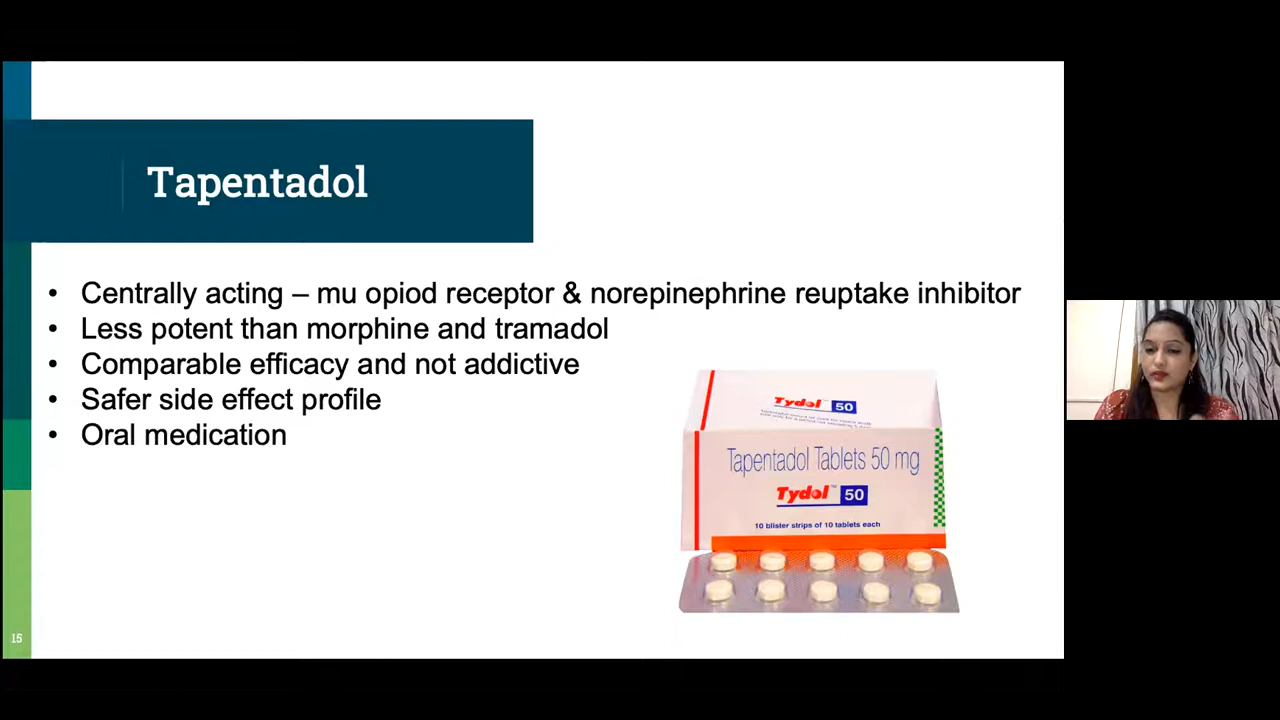 Tapentadol
• Centrally acting – mu opiod receptor & norepinephrine reuptake inhibitor
• Less potent than morphine and tramadol
• Comparable efficacy and not addictive
• Safer side effect profile
• Oral medication
Tydol™ 50
Tapentadol Tablets 50 mg
Tydol™ 50
10 blister strips of 10 tablets each
15